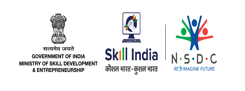 सत्यमेव जयते
GOVERNMENT OF INDIA
MINISTRY OF SKILL DEVELOPMENT
& ENTREPRENEURSHIP
Skill India
कौशल भारत-कुशल भारत
N·S·D·C
RE IMAGINE FUTURE